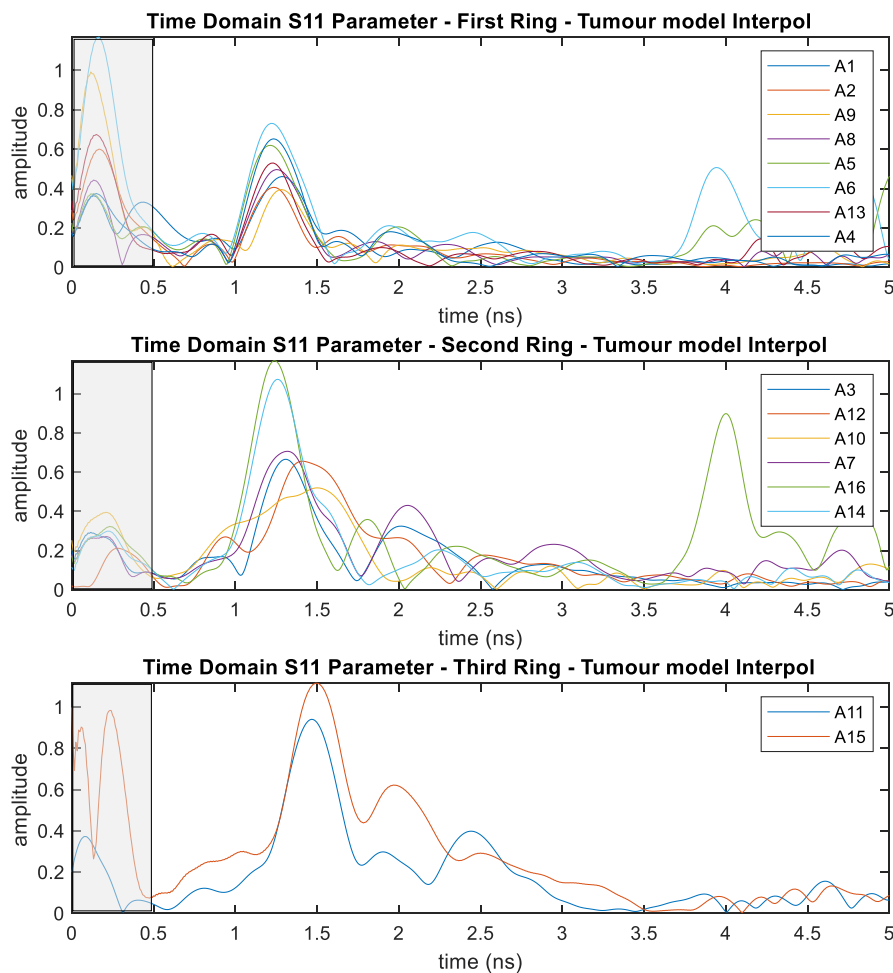 Time Domain S11 Parameter - First Ring - Tumour model Interpol
1
0.8
0.6
0.4
0.2
0
amplitude
A1
A2
A9
A8
A5
A6
A13
A4
0 0.5 1 1.5 2 2.5 3 3.5 4 4.5 5
time (ns)
Time Domain S11 Parameter - Second Ring - Tumour model Interpol
1
0.8
0.6
0.4
0.2
0
amplitude
A3
A12
A10
A7
A16
A14
0 0.5 1 1.5 2 2.5 3 3.5 4 4.5 5
time (ns)
Time Domain S11 Parameter - Third Ring - Tumour model Interpol
1
0.8
0.6
0.4
0.2
0
amplitude
A11
A15
0 0.5 1 1.5 2 2.5 3 3.5 4 4.5 5
time (ns)